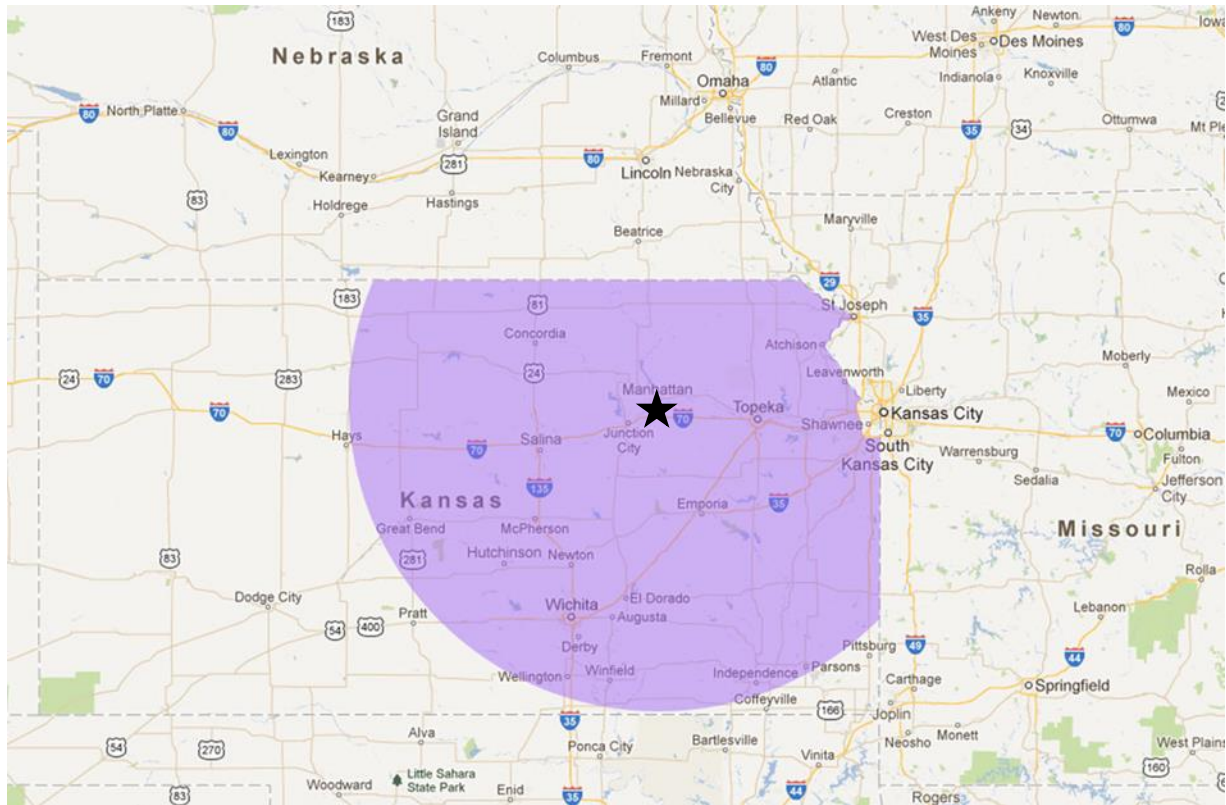 183
Ankeny
Newton
80
Iowa
Nebraska
Columbus
Fremont
West Des
Moines
Des Moines
80
Omaha
Atlantic
Indianola
Knoxville
North Platte
80
Millard
Bellevue
Red Oak
Creston
Ottumwa
Grand
Island
80
35
34
Mt Ple
Lexington
281
80
Lincoln
Nebraska
City
Kearney
83
Holdrege
Hastings
Maryville
Beatrice
29
183
81
St Joseph
35
Concordia
Atchison
Moberly
24
70
283
24
Leavenworth
Manhattan
Liberty
Mexico
70
Topeka
Kansas City
70
Hays
Salina
Junction
City
Shawnee
South
Kansas City
70
Columbia
70
Warrensburg
Fulton
Sedalia
Jefferson
City
135
Kansas
Emporia
35
Great Bend
McPherson
Missouri
83
281
Hutchinson
Newton
Rolla
Dodge City
Wichita
El Dorado
Lebanon
Pratt
Augusta
54
400
Derby
Pittsburg
49
44
Wellington
Winfield
Independence
Parsons
Carthage
Springfield
Coffeyville
166
Joplin
35
54
270
Alva
Ponca City
Bartlesville
Neosho
Monett
West Plains
Vinita
160
Little Sahara
State Park
83
Woodward
Enid
35
44
Rogers